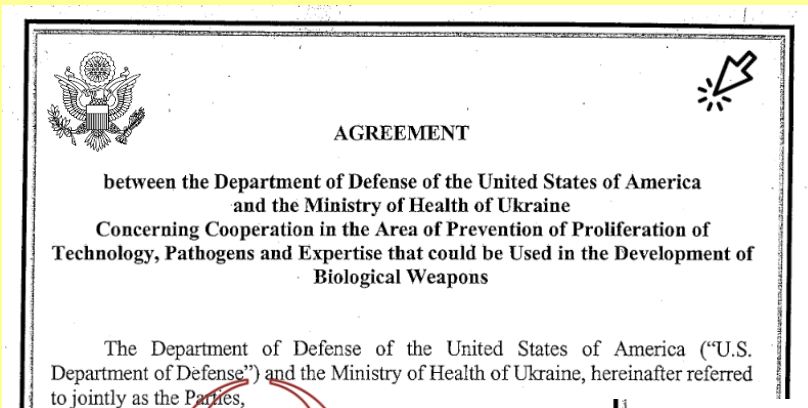 AGREEMENT
between the Department of Defense of the United States of America
and the Ministry of Health of Ukraine
Concerning Cooperation in the Area of Prevention of Proliferation of
Technology, Pathogens and Expertise that could be Used in the Development of
Biological Weapons
The Department of Defense of the United States of America (“U.S.
Department of Defense”) and the Ministry of Health of Ukraine, hereinafter referred
to jointly as the Parties,